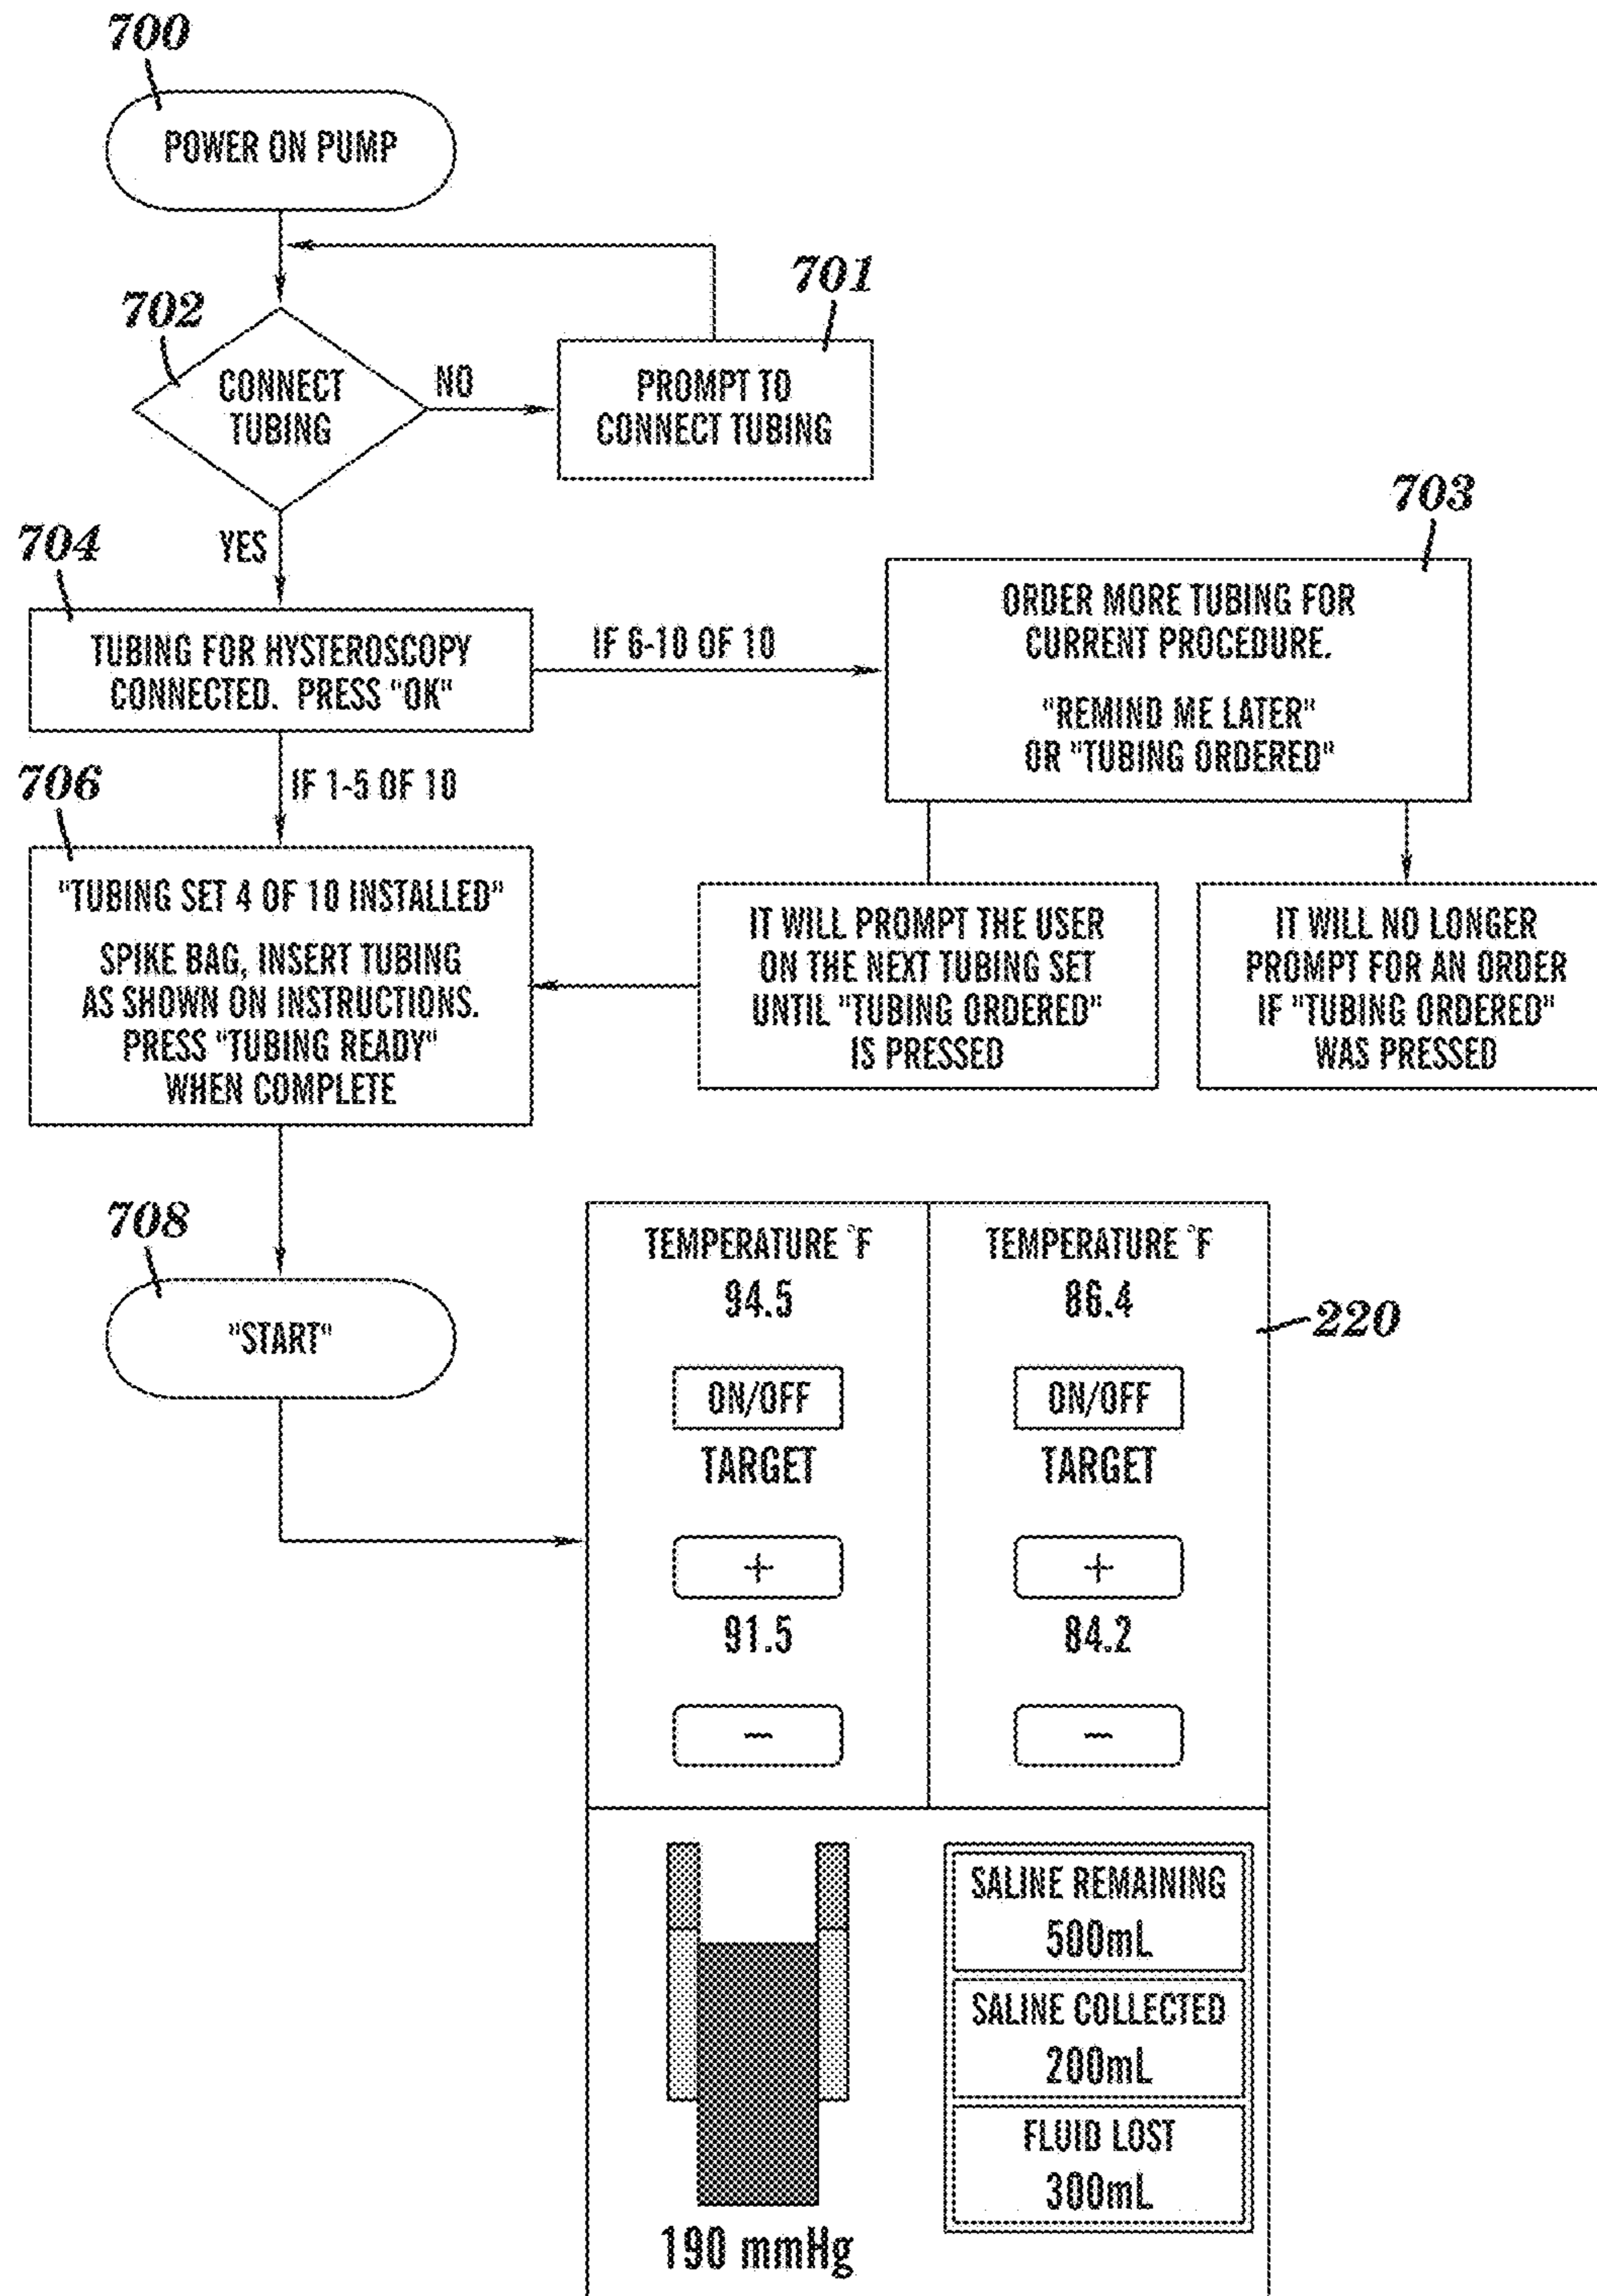 700
POWER ON PUMP
701
702
CONNECT
TUBING
NO
PROMPT TO
CONNECT TUBING
703
704
YES
TUBING FOR HYSTEROSCOPY
CONNECTED. PRESS "OK"
IF 6-10 OF 10
ORDER MORE TUBING FOR
CURRENT PROCEDURE.
"REMIND ME LATER"
OR "TUBING ORDERED"
706
IF 1-5 OF 10
"TUBING SET 4 OF 10 INSTALLED"
SPIKE BAG, INSERT TUBING
AS SHOWN ON INSTRUCTIONS.
PRESS "TUBING READY"
WHEN COMPLETE
IT WILL PROMPT THE USER
ON THE NEXT TUBING SET
UNTIL "TUBING ORDERED"
IS PRESSED
IT WILL NO LONGER
PROMPT FOR AN ORDER
IF "TUBING ORDERED"
WAS PRESSED
708
"START"
TEMPERATURE °F
94.5
ON/OFF
TARGET
+
91.5
−
TEMPERATURE °F
86.4
ON/OFF
TARGET
+
84.2
−
220
190 mmHg
SALINE REMAINING
500mL
SALINE COLLECTED
200mL
FLUID LOST
300mL